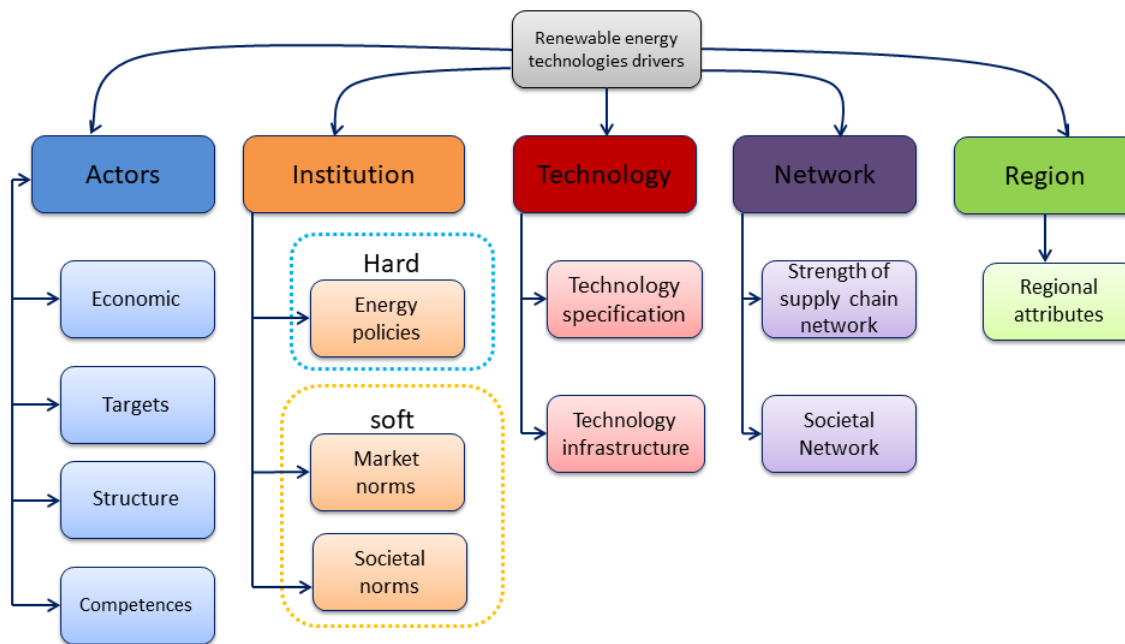 Renewable energy
technologies drivers
Actors
Institution
Technology
Network
Region
Economic
Targets
Structure
Competences
Hard
Energy
policies
soft
Market
norms
Societal
norms
Technology
specification
Technology
infrastructure
Strength of
supply chain
network
Societal
Network
Regional
attributes